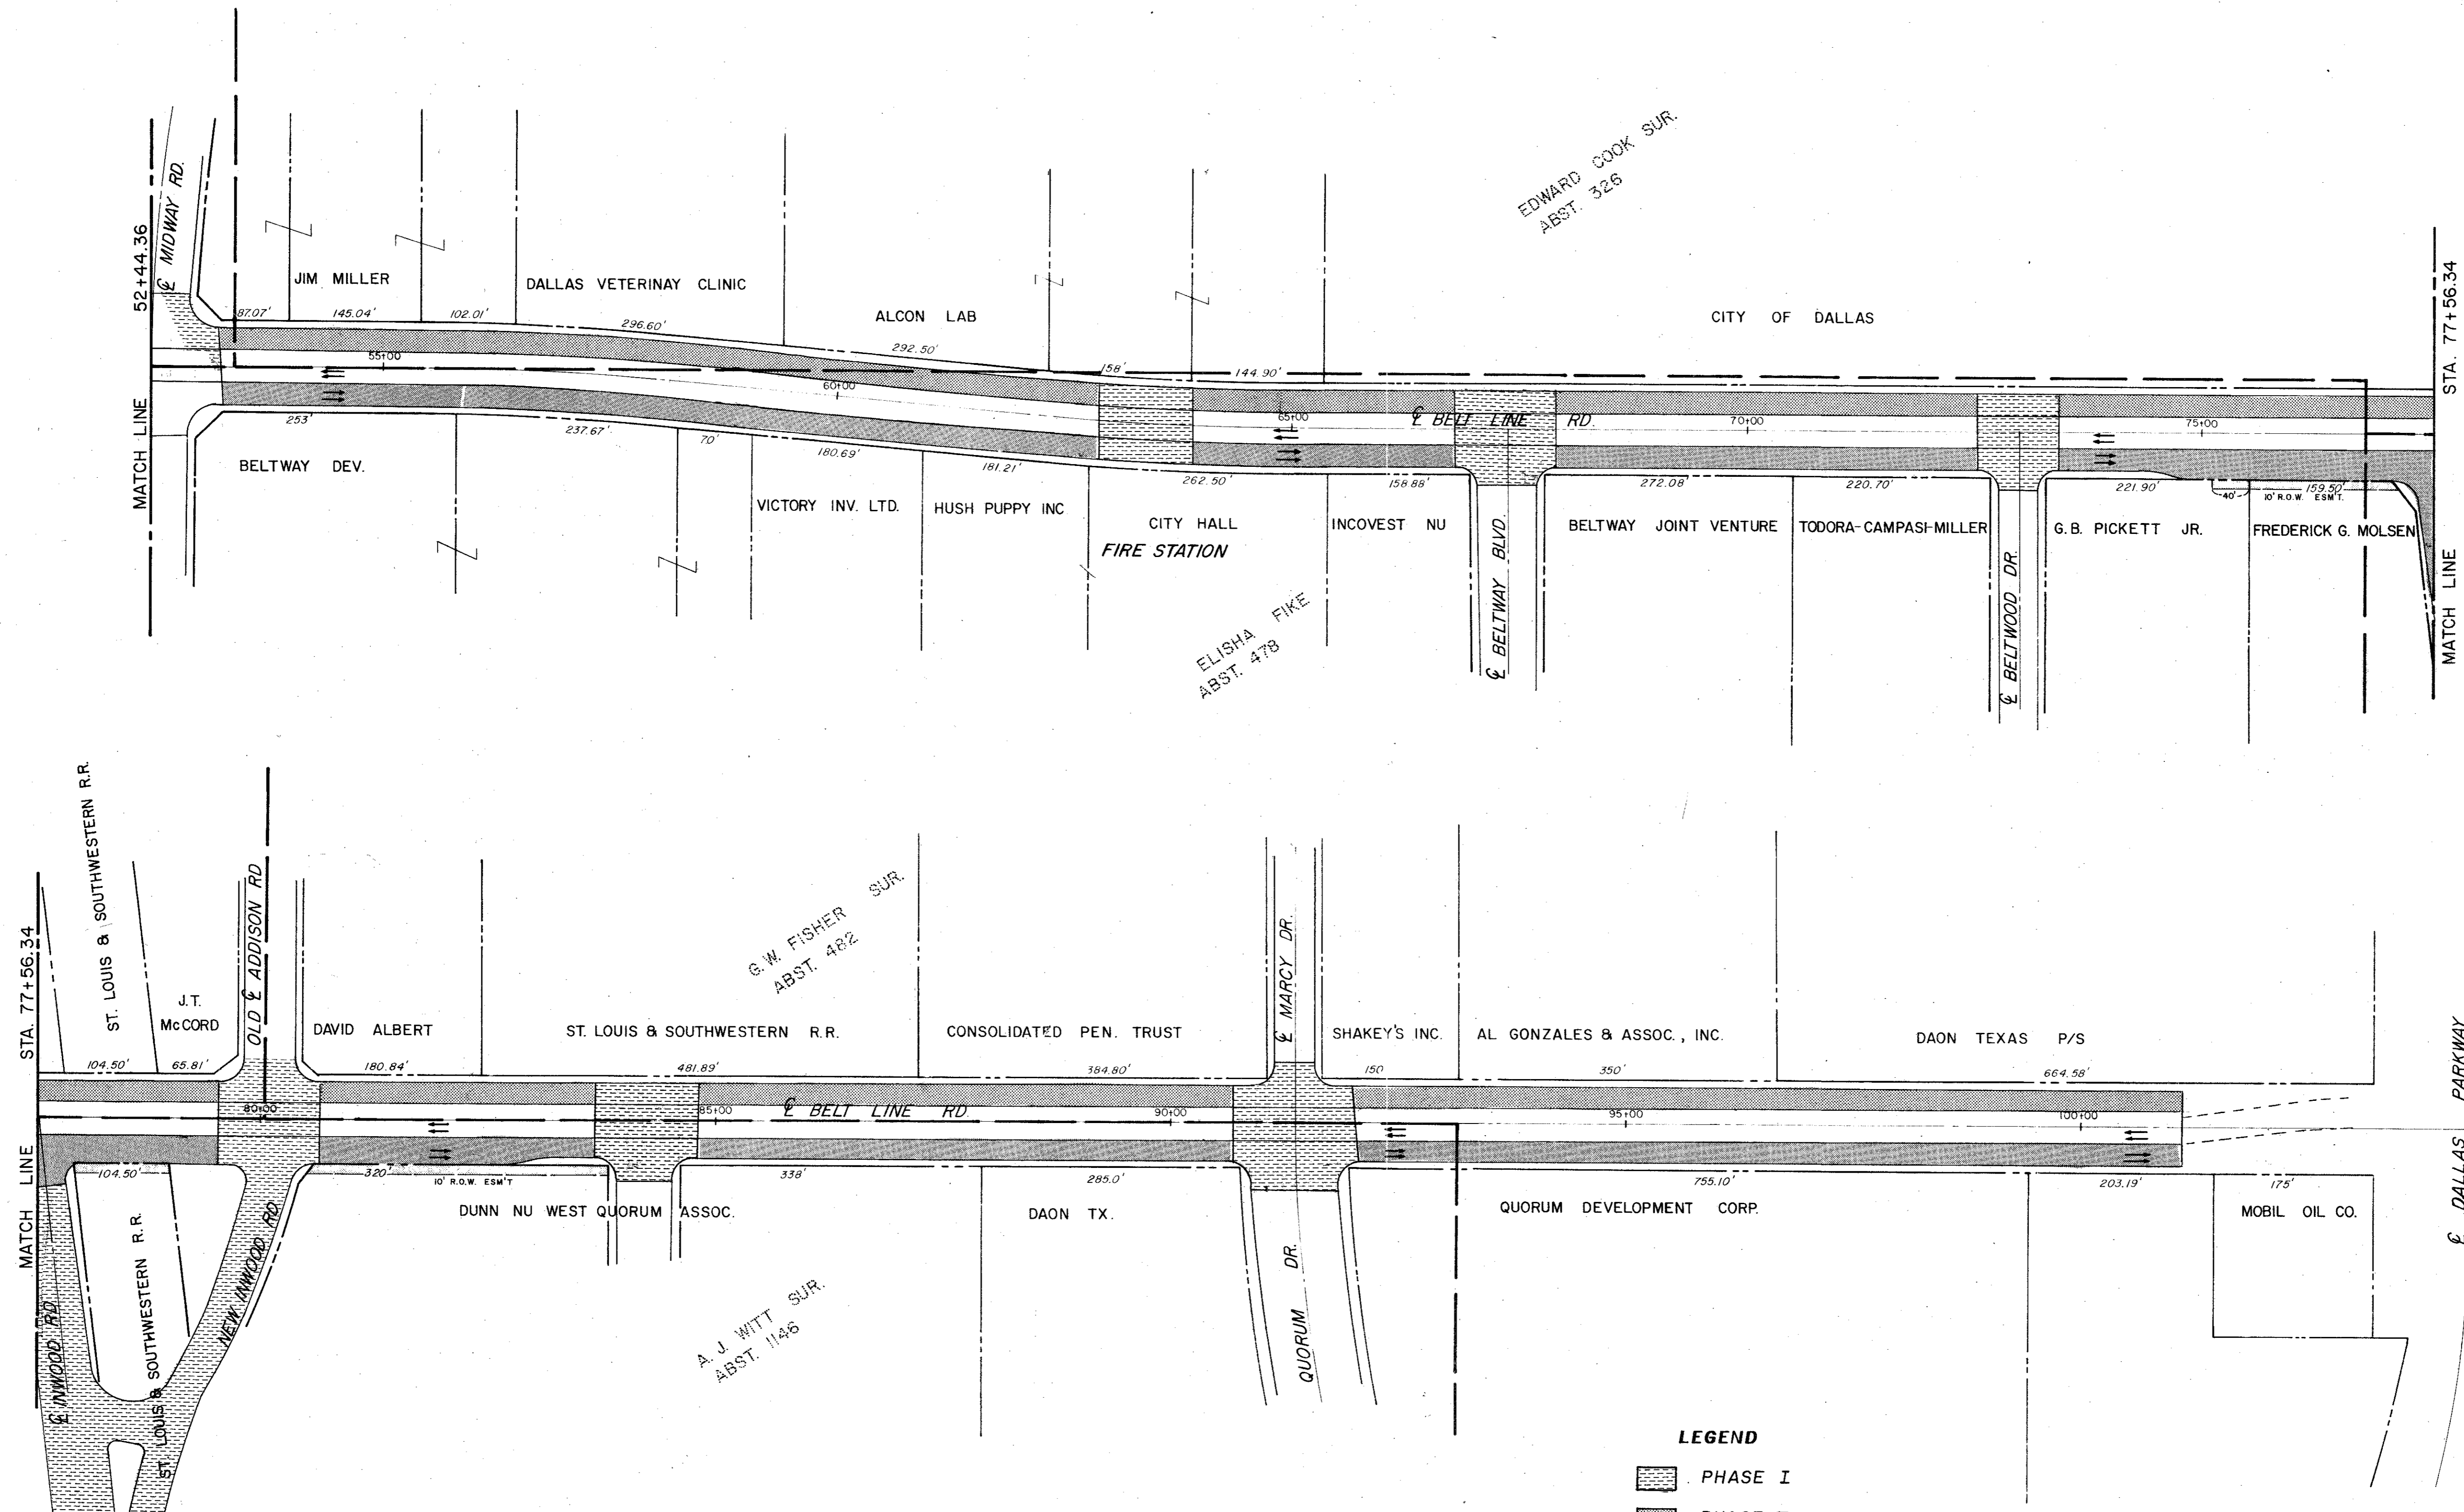 EDWARD COOK SUR.
ABST. 326
52+44.36
MATCH LINE
℄ MIDWAY RD.
JIM MILLER
DALLAS VETERINAY CLINIC
ALCON LAB
CITY OF DALLAS
87.07'
145.04'
102.01'
296.60'
292.50'
158'
144.90'
55+00
60+00
65+00
℄ BELT LINE RD.
70+00
75+00
STA. 77+56.34
MATCH LINE
253'
237.67'
70'
180.69'
181.21'
262.50'
158.88'
272.08'
220.70'
221.90'
40'
159.50'
10' R.O.W. ESM'T.
BELTWAY DEV.
VICTORY INV. LTD.
HUSH PUPPY INC
CITY HALL
FIRE STATION
INCOVEST NU
℄ BELTWAY BLVD.
BELTWAY JOINT VENTURE
TODORA-CAMPASI-MILLER
℄ BELTWOOD DR.
G.B. PICKETT JR.
FREDERICK G. MOLSEN
ELISHA FIKE
ABST. 478
STA. 77+56.34
MATCH LINE
ST. LOUIS & SOUTHWESTERN R.R.
J.T.
McCORD
OLD ℄ ADDISON RD
DAVID ALBERT
G.W. FISHER SUR.
ABST. 482
ST. LOUIS & SOUTHWESTERN R.R.
CONSOLIDATED PEN. TRUST
℄ MARCY DR.
SHAKEY'S INC.
AL GONZALES & ASSOC., INC.
DAON TEXAS P/S
104.50'
65.81'
180.84'
481.89'
384.80'
150
350'
664.58'
80+00
85+00
℄ BELT LINE RD.
90+00
95+00
100+00
℄ DALLAS PARKWAY
104.50'
320'
10' R.O.W. ESM'T
338'
285.0'
755.10'
203.19'
175'
DUNN NU WEST QUORUM ASSOC.
DAON TX.
QUORUM DR.
QUORUM DEVELOPMENT CORP.
MOBIL OIL CO.
℄ INWOOD RD.
ST. LOUIS & SOUTHWESTERN R.R.
NEW INWOOD RD.
A. J. WITT SUR.
ABST. 1146
LEGEND
PHASE I